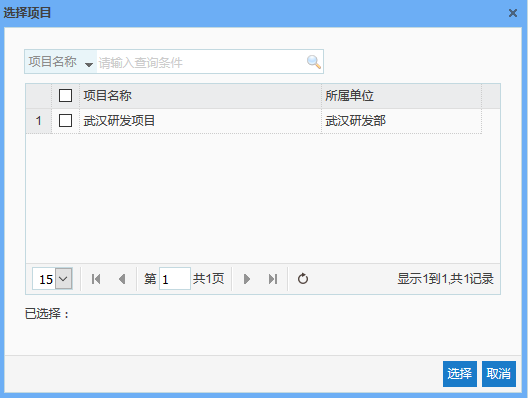 选择项目
项目名称 请输入查询条件
项目名称 所属单位
1 武汉研发项目 武汉研发部
15 第 1 共1页 显示1到1,共1记录
已选择：
选择 取消